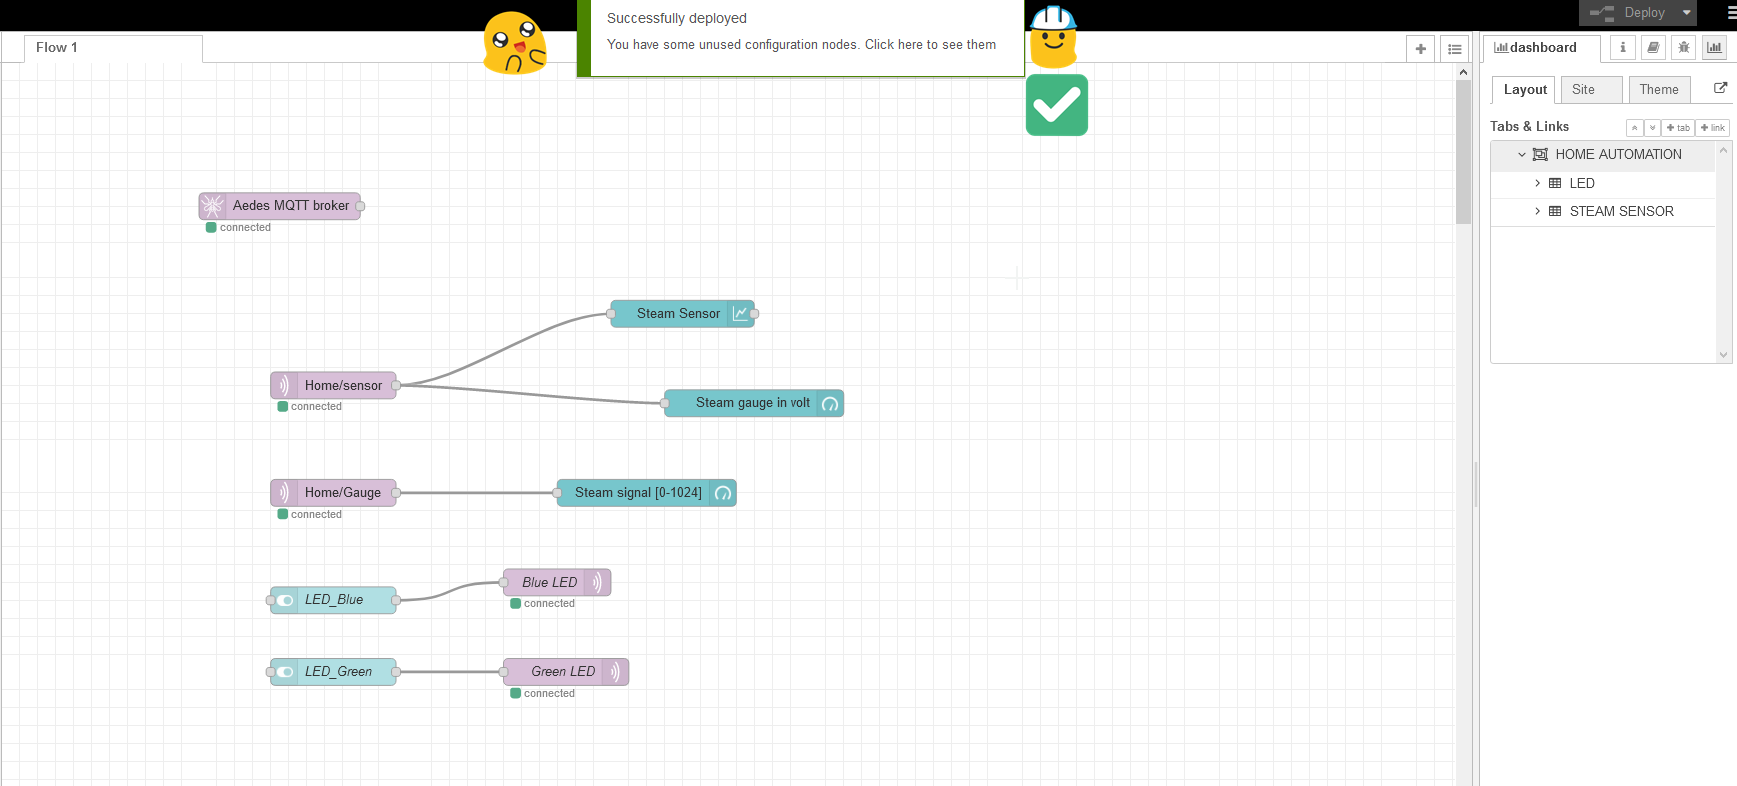 Successfully deployed
You have some unused configuration nodes. Click here to see them
Deploy
Flow 1
dashboard
Layout
Site
Theme
Tabs & Links
tab
link
HOME AUTOMATION
LED
STEAM SENSOR
Aedes MQTT broker
connected
Steam Sensor
Home/sensor
connected
Steam gauge in volt
Home/Gauge
connected
Steam signal [0-1024]
Blue LED
connected
LED_Blue
LED_Green
Green LED
connected